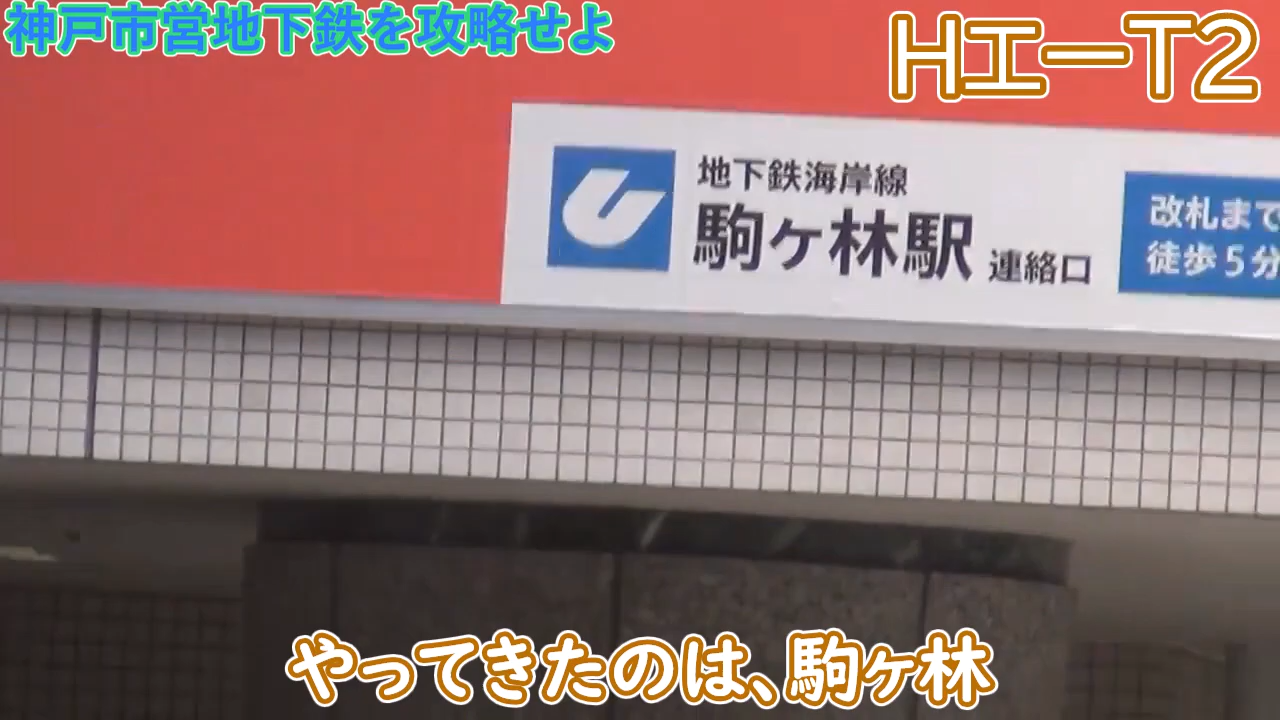 神戸市営地下鉄を攻略せよ
Hエーт2
地下鉄海岸線
駒ヶ林駅 連絡口
改札まで
徒歩5分
やってきたのは、駒ヶ林